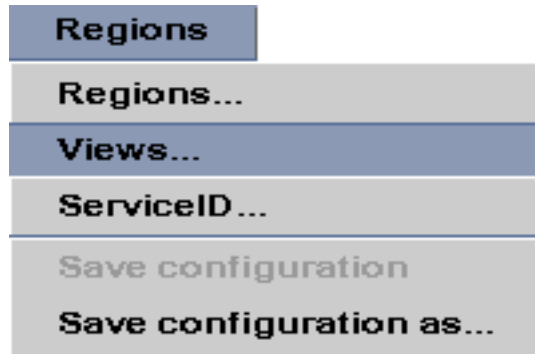 Regions
Regions...
Views...
ServiceID...
Save configuration
Save configuration as...